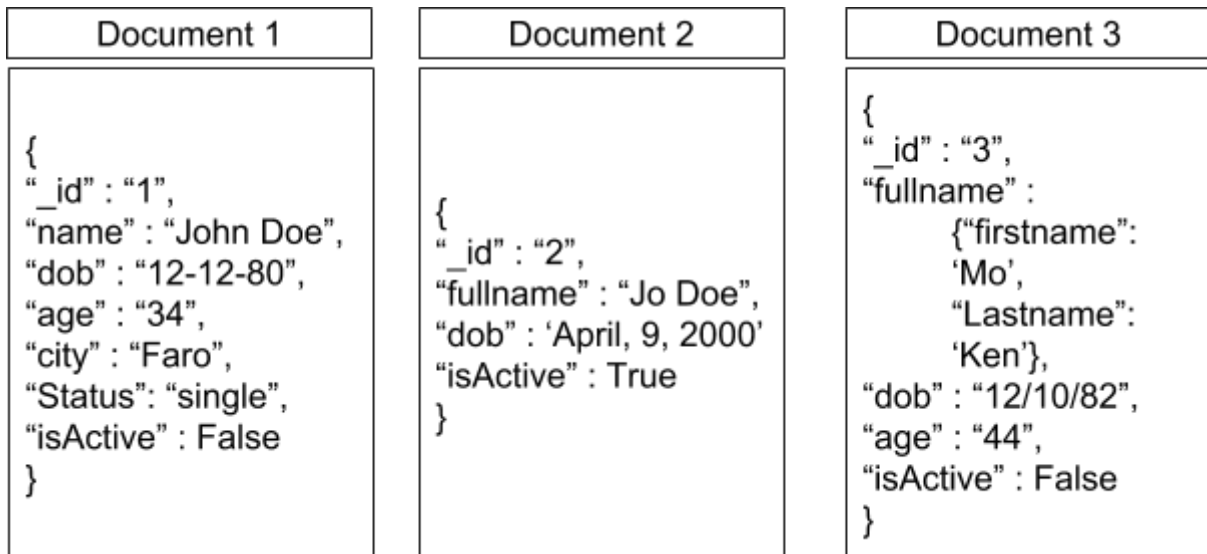 Document 1
{
“_id” : “1”,
“name” : “John Doe”,
“dob” : “12-12-80”,
“age” : “34”,
“city” : “Faro”,
“Status”: “single”,
“isActive” : False
}
Document 2
{
“_id” : “2”,
“fullname” : “Jo Doe”,
“dob” : ‘April, 9, 2000’
“isActive” : True
}
Document 3
{
“_id” : “3”,
“fullname” :
{“firstname”:
‘Mo’,
“Lastname”:
‘Ken’},
“dob” : “12/10/82”,
“age” : “44”,
“isActive” : False
}